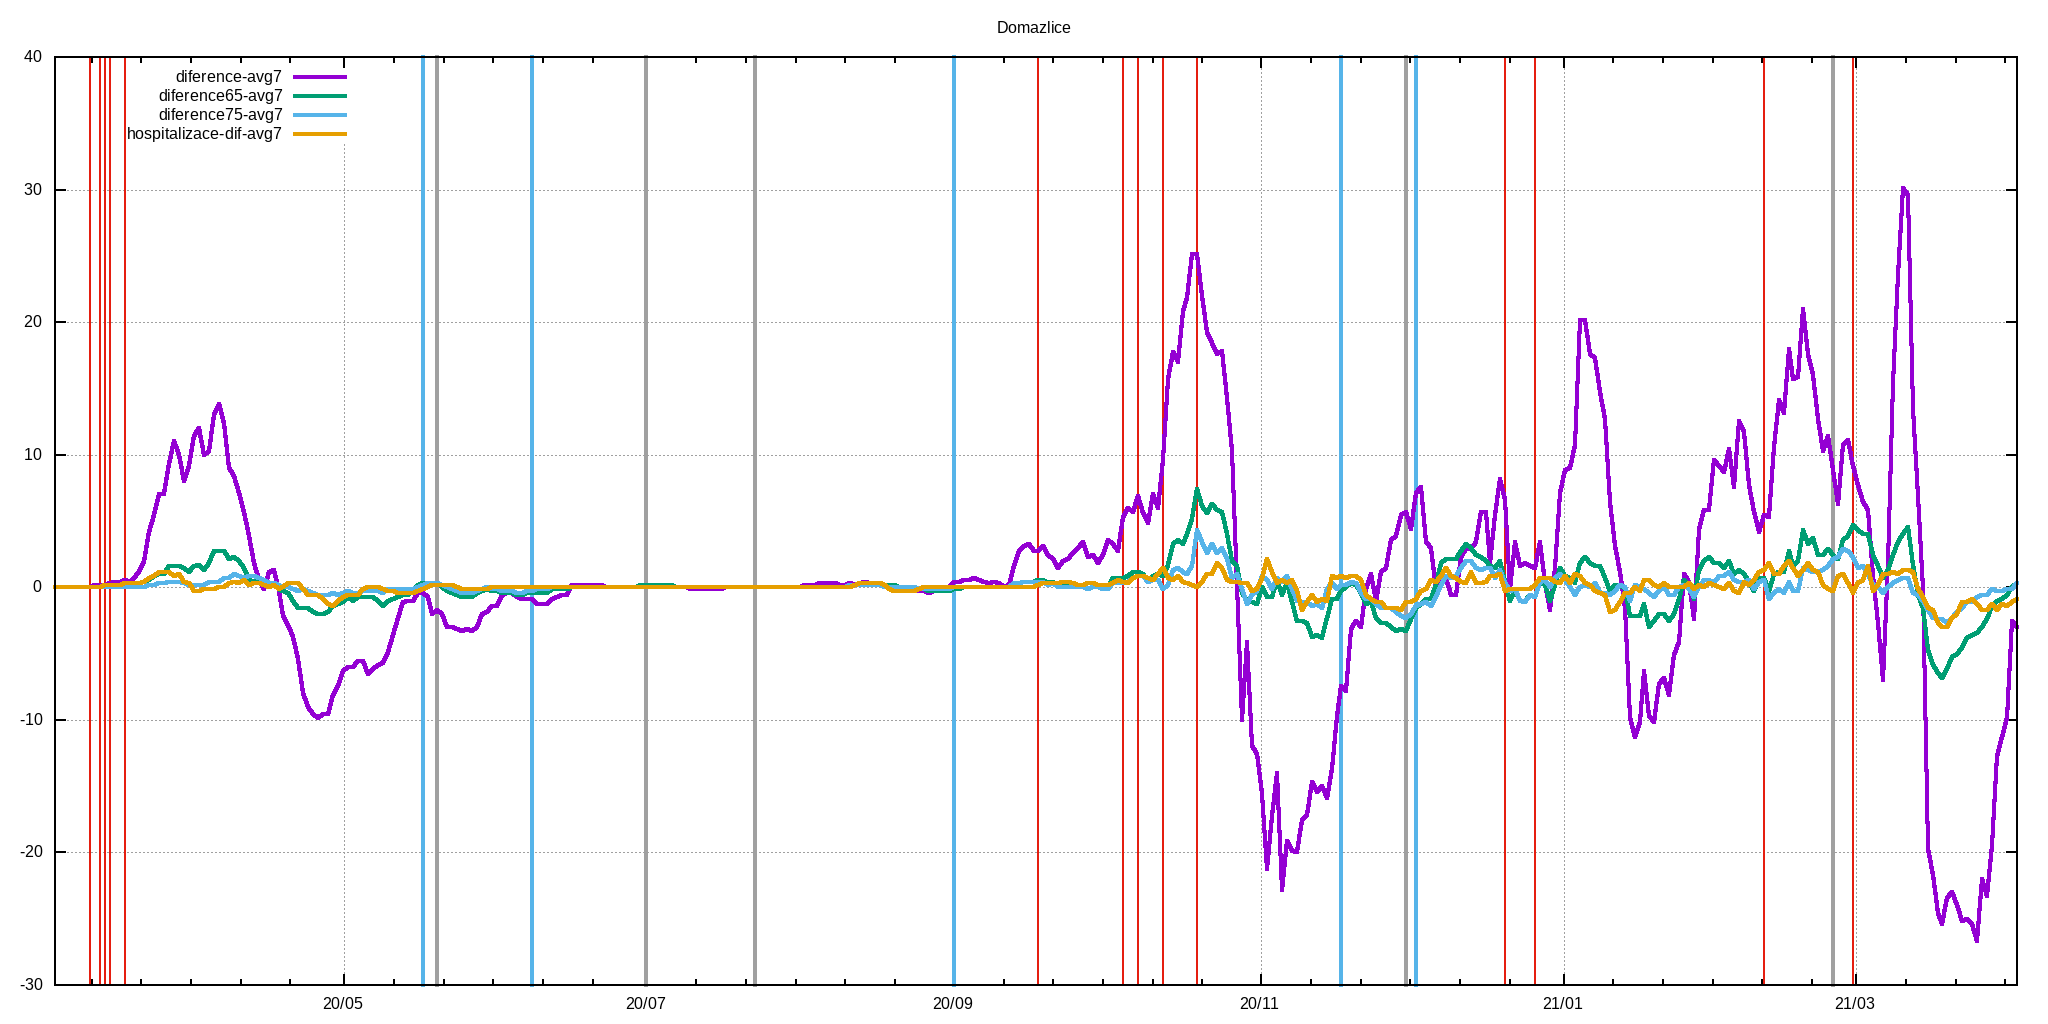 Domazlice
40
diference-avg7
diference65-avg7
diference75-avg7
hospitalizace-dif-avg7
30
20
10
0
-10
-20
-30
20/05 20/07 20/09 20/11 21/01 21/03